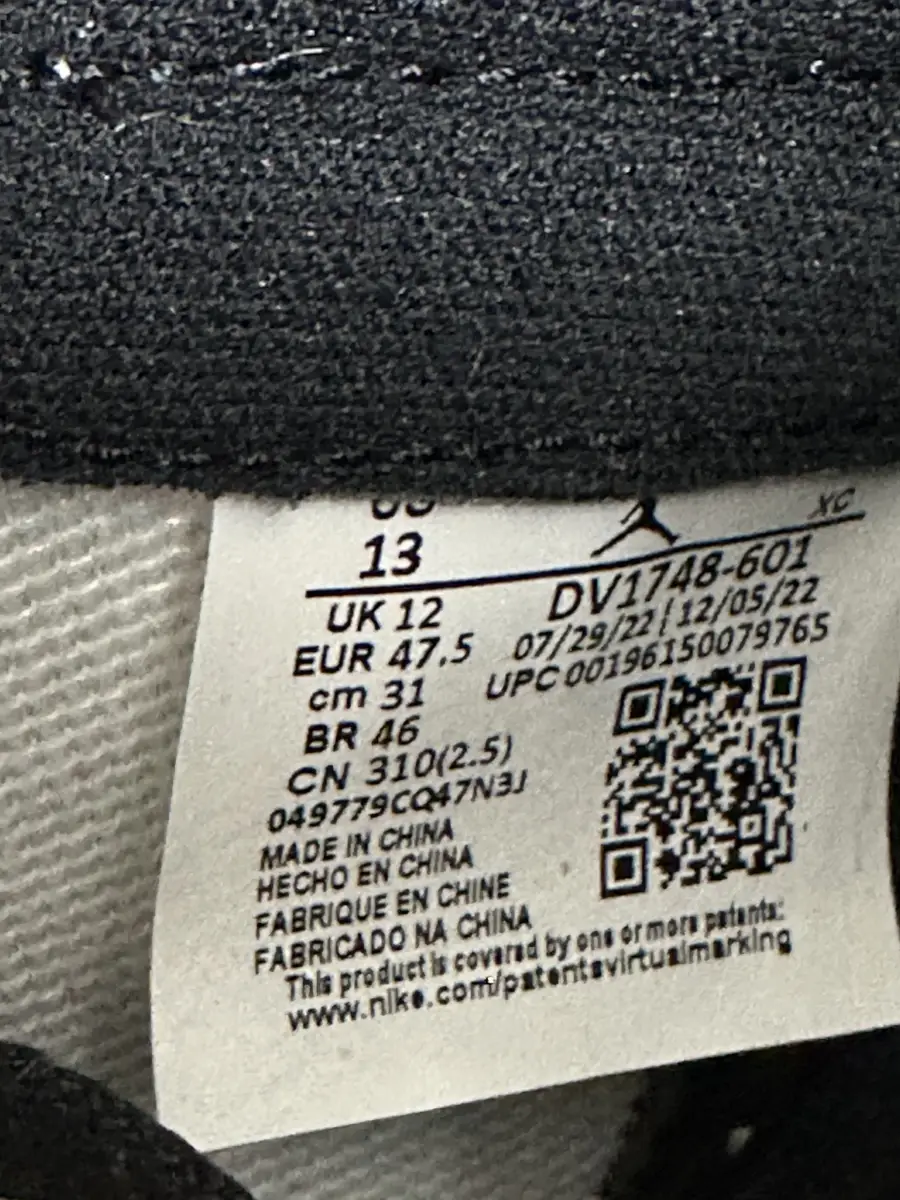 US
13
XC
UK 12
EUR 47.5
cm 31
BR 46
CN 310(2.5)
049779CQ47N3J
DV1748-601
07/29/22 | 12/05/22
UPC 00196150079765
MADE IN CHINA
HECHO EN CHINA
FABRIQUE EN CHINE
FABRICADO NA CHINA
This product is covered by one or more patents:
www.nike.com/patentsvirtualmarking